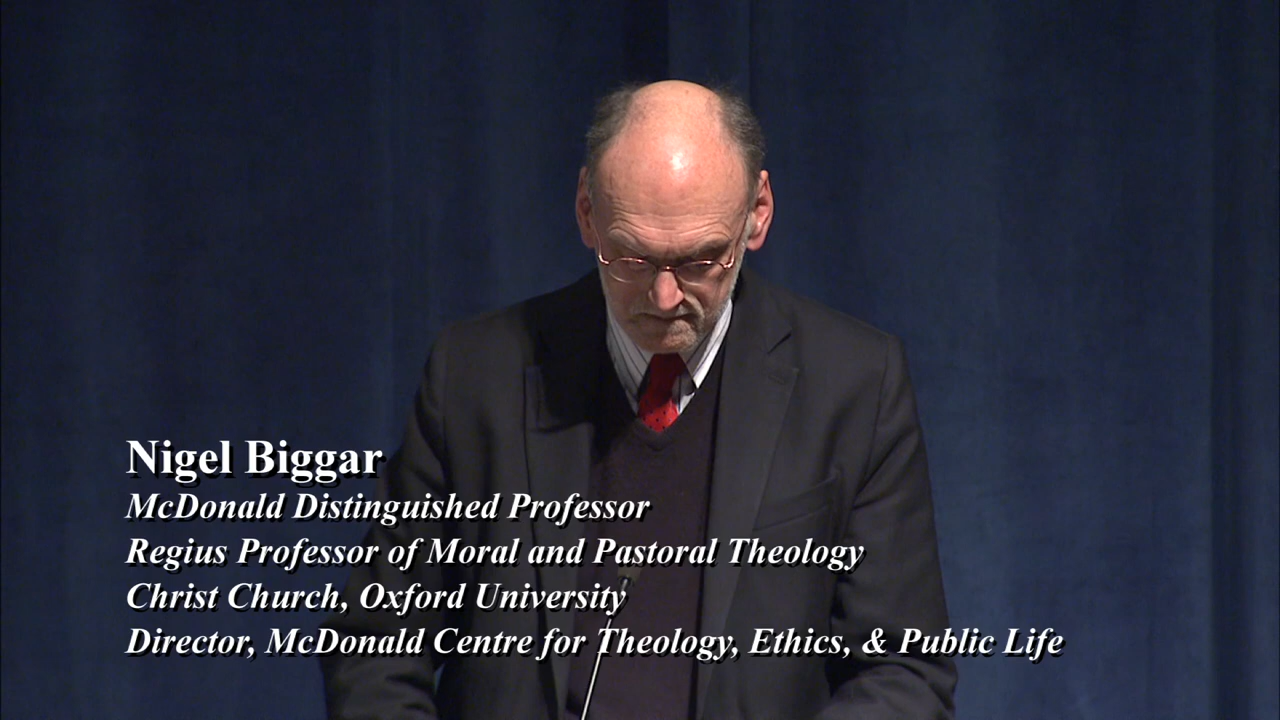 Nigel Biggar
McDonald Distinguished Professor
Regius Professor of Moral and Pastoral Theology
Christ Church, Oxford University
Director, McDonald Centre for Theology, Ethics, & Public Life